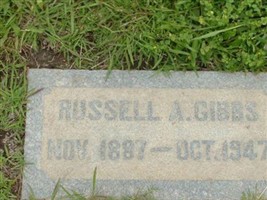 RUSSELL A. GIBBS
NOV. 1897 — OCT. 1947